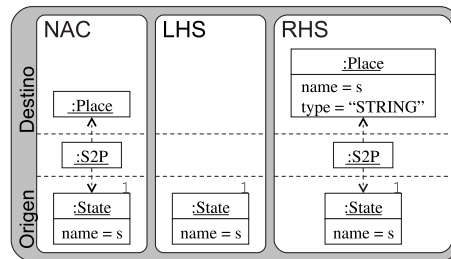 NAC
LHS
RHS
Destino
Origen
:Place
:S2P
1
:State
name = s
1
:State
name = s
:Place
name = s
type = “STRING”
:S2P
1
:State
name = s